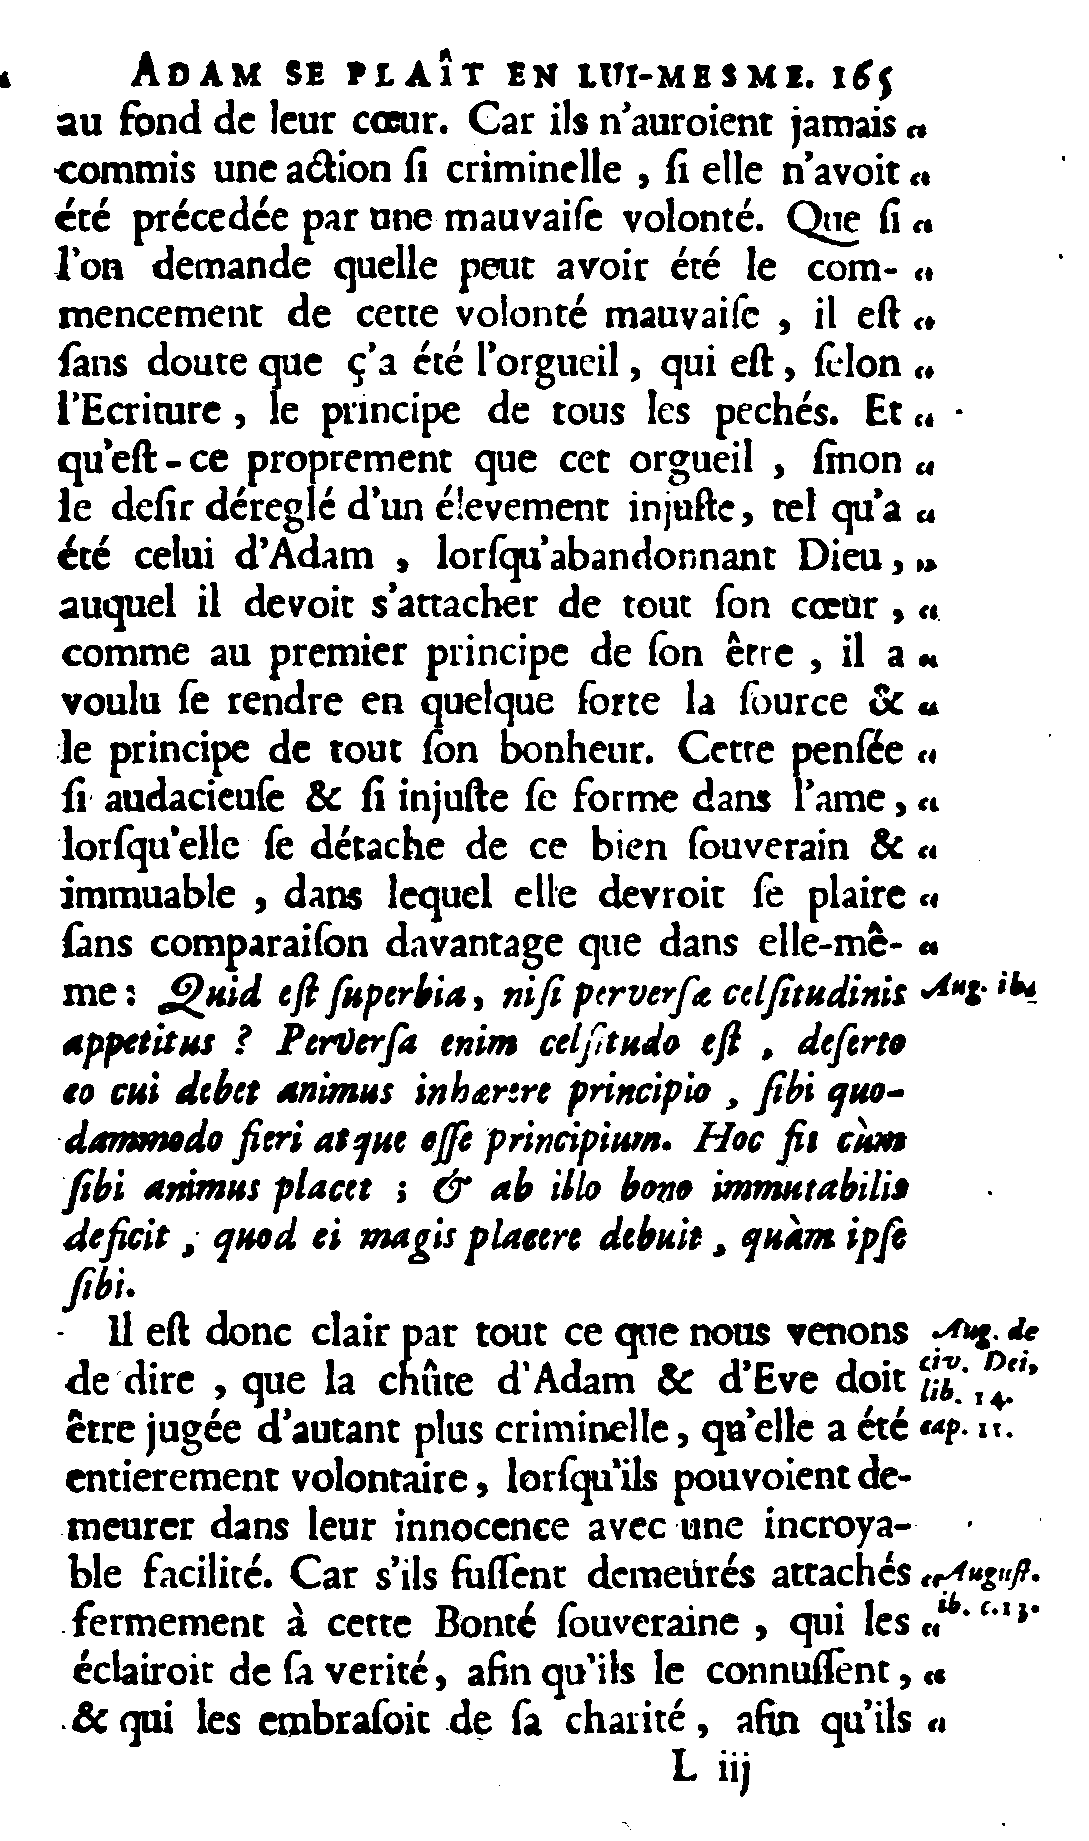 ADAM SE PLAÎT EN LUI-MESME. 165
au fond de leur cœur. Car ils n'auroient jamais „
commis une action ſi criminelle , ſi elle n'avoit „
été précedée par une mauvaiſe volonté. Que ſi „
l'on demande quelle peut avoir été le com- „
mencement de cette volonté mauvaiſe , il eſt „
ſans doute que ç'a été l'orgueil , qui eſt , ſelon „
l'Ecriture , le principe de tous les pechés. Et „
qu'eſt-ce proprement que cet orgueil , ſinon „
le deſir déreglé d'un élevement injuſte, tel qu'a „
été celui d'Adam , lorſqu'abandonnant Dieu , „
auquel il devoit s'attacher de tout ſon cœur , „
comme au premier principe de ſon être , il a „
voulu ſe rendre en quelque ſorte la ſource & „
le principe de tout ſon bonheur. Cette penſée „
ſi audacieuſe & ſi injuſte ſe forme dans l'ame , „
lorſqu'elle ſe détache de ce bien ſouverain & „
immuable , dans lequel elle devroit ſe plaire „
ſans comparaiſon davantage que dans elle-mê- „
me : Quid eſt ſuperbia, niſi perverſæ celſitudinis Aug. ib.
appetitus ? Perverſa enim celſitudo eſt , deſerto
eo cui debet animus inhærere principio , ſibi quo-
dammodo fieri atque eſſe principium. Hoc fit cùm
ſibi animus placet ; & ab illo bono immutabili
deficit , quod ei magis placere debuit , quàm ipſe
ſibi.
Il eſt donc clair par tout ce que nous venons Aug. de
de dire , que la chûte d'Adam & d'Eve doit civ. Dei,
lib. 14.
être jugée d'autant plus criminelle , qu'elle a été cap. 11.
entierement volontaire , lorſqu'ils pouvoient de-
meurer dans leur innocence avec une incroya-
ble facilité. Car s'ils fuſſent demeurés attachés „ Auguſt.
fermement à cette Bonté ſouveraine , qui les „ ib. c. 13.
éclairoit de ſa verité , afin qu'ils le connuſſent , „
& qui les embraſoit de ſa charité , afin qu'ils „
L iij